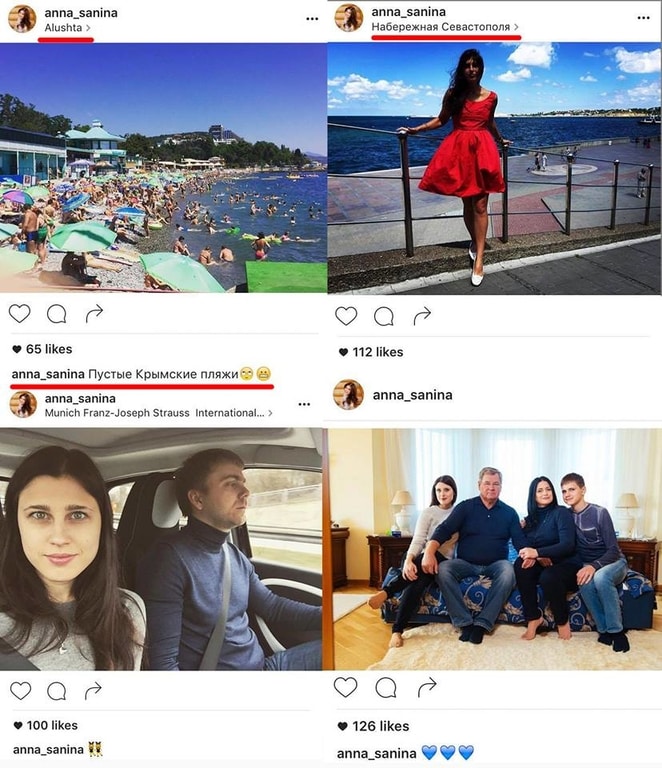 anna_sanina
Alushta >
65 likes
anna_sanina Пустые Крымские пляжи🙄😬
anna_sanina
Набережная Севастополя >
112 likes
anna_sanina
Munich Franz-Joseph Strauss International... >
100 likes
anna_sanina 👯
anna_sanina
126 likes
anna_sanina 💙💙💙